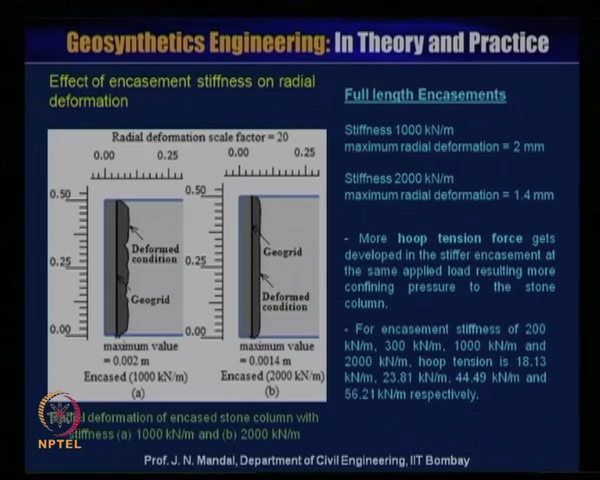 Geosynthetics Engineering: In Theory and Practice
Effect of encasement stiffness on radial
deformation
Radial deformation scale factor = 20
0.00 0.25 0.00 0.25
0.50 0.50
Deformed
condition
Geogrid
0.25 0.25
Geogrid
Deformed
condition
0.00 0.00
maximum value
= 0.002 m
Encased (1000 kN/m)
(a)
maximum value
= 0.0014 m
Encased (2000 kN/m)
(b)
deformation of encased stone column with
stiffness (a) 1000 kN/m and (b) 2000 kN/m
Full length Encasements
Stiffness 1000 kN/m
maximum radial deformation = 2 mm
Stiffness 2000 kN/m
maximum radial deformation = 1.4 mm
- More hoop tension force gets
developed in the stiffer encasement at
the same applied load resulting more
confining pressure to the stone
column.
- For encasement stiffness of 200
kN/m, 300 kN/m, 1000 kN/m and
2000 kN/m, hoop tension is 18.13
kN/m, 23.81 kN/m, 44.49 kN/m and
56.21 kN/m respectively.
NPTEL
Prof. J. N. Mandal, Department of Civil Engineering, IIT Bombay